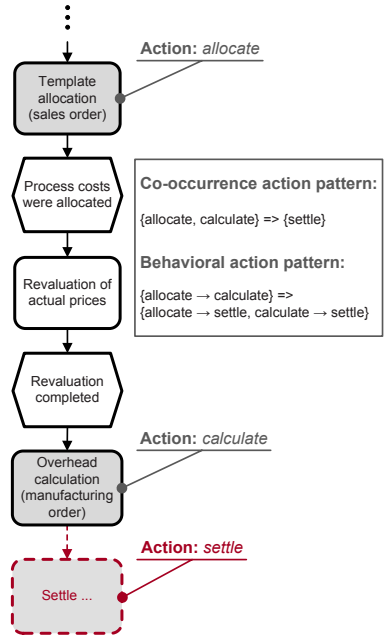 Action: allocate
Template
allocation
(sales order)
Process costs
were allocated
Co-occurrence action pattern:
{allocate, calculate} => {settle}
Behavioral action pattern:
{allocate → calculate} =>
{allocate → settle, calculate → settle}
Revaluation of
actual prices
Revaluation
completed
Action: calculate
Overhead
calculation
(manufacturing
order)
Action: settle
Settle ...